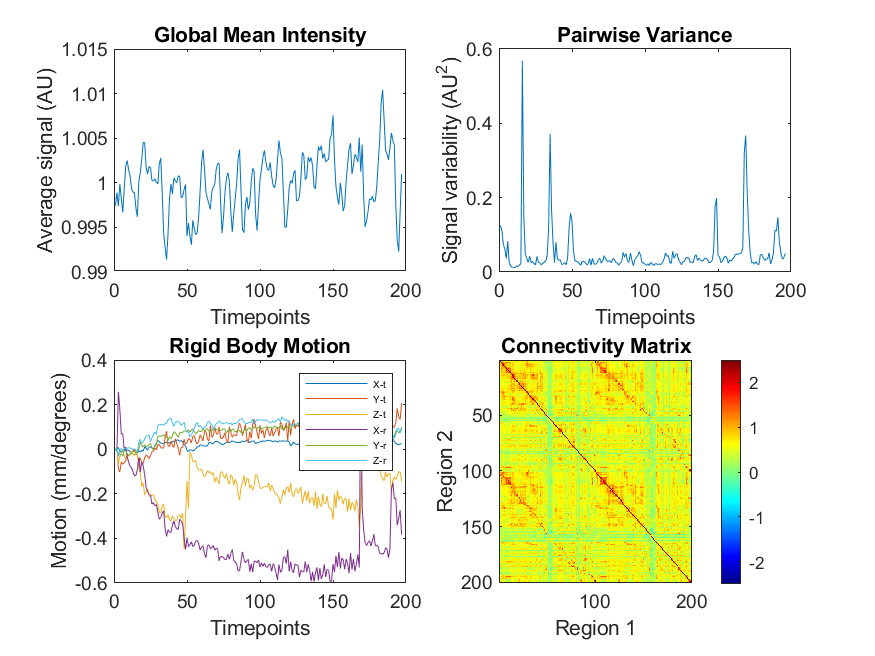 Global Mean Intensity
Average signal (AU)
1.015
1.01
1.005
1
0.995
0.99
0
50
100
150
200
Timepoints
Pairwise Variance
Signal variability (AU²)
0.6
0.4
0.2
0
0
50
100
150
200
Timepoints
Rigid Body Motion
Motion (mm/degrees)
0.4
0.2
0
-0.2
-0.4
-0.6
0
50
100
150
200
Timepoints
X-t
Y-t
Z-t
X-r
Y-r
Z-r
Connectivity Matrix
Region 2
50
100
150
200
100
200
Region 1
2
1
0
-1
-2